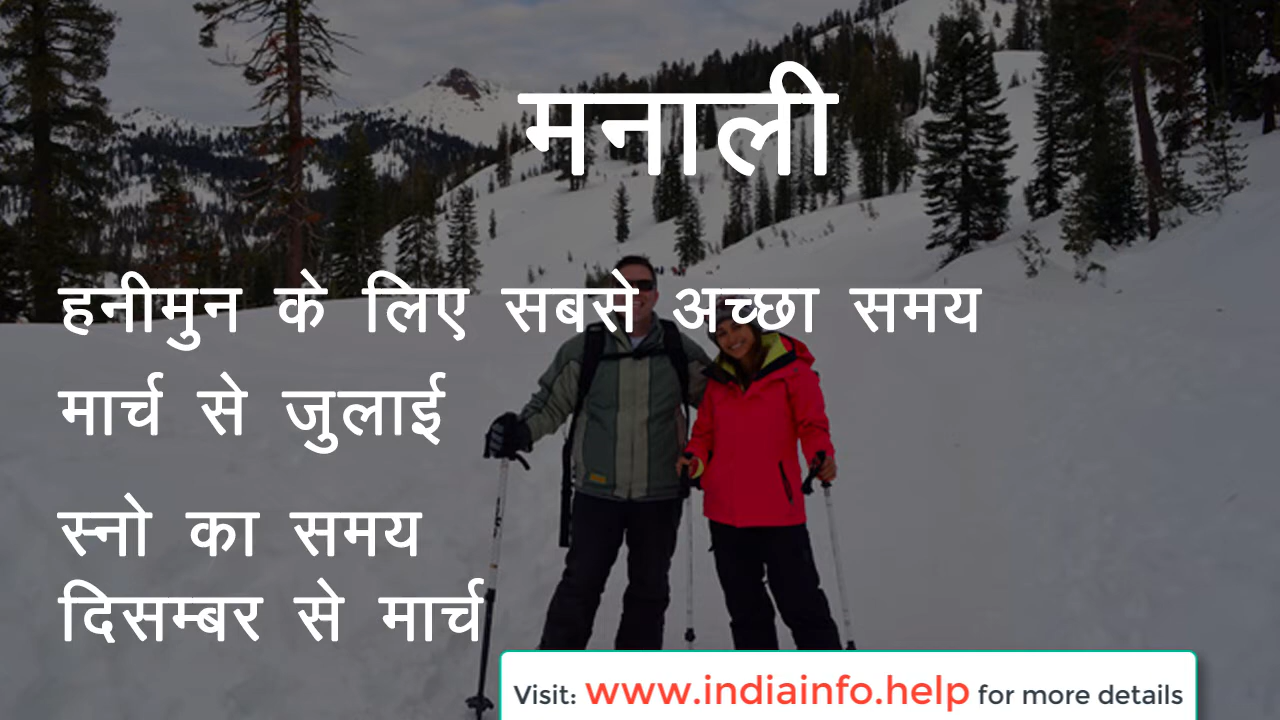 मनाली
हनीमुन के लिए सबसे अच्छा समय
मार्च से जुलाई
स्नो का समय
दिसम्बर से मार्च
Visit: www.indiainfo.help for more details